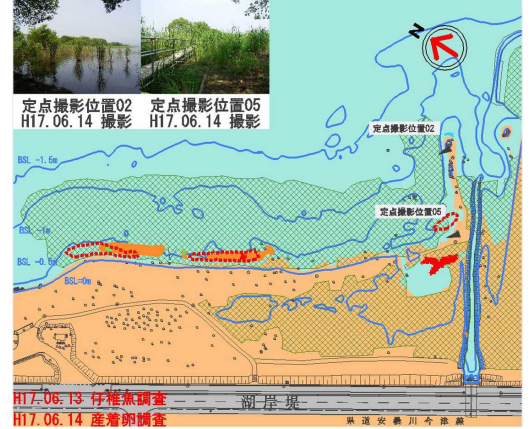 N
定点撮影位置02
H17.06.14 撮影
定点撮影位置05
H17.06.14 撮影
定点撮影位置02
BSL -1.5m
定点撮影位置05
BSL -1m
BSL -0.5m
BSL=0m
H17.06.13 仔稚魚調査
湖岸堤
H17.06.14 産着卵調査
県道安曇川今津線